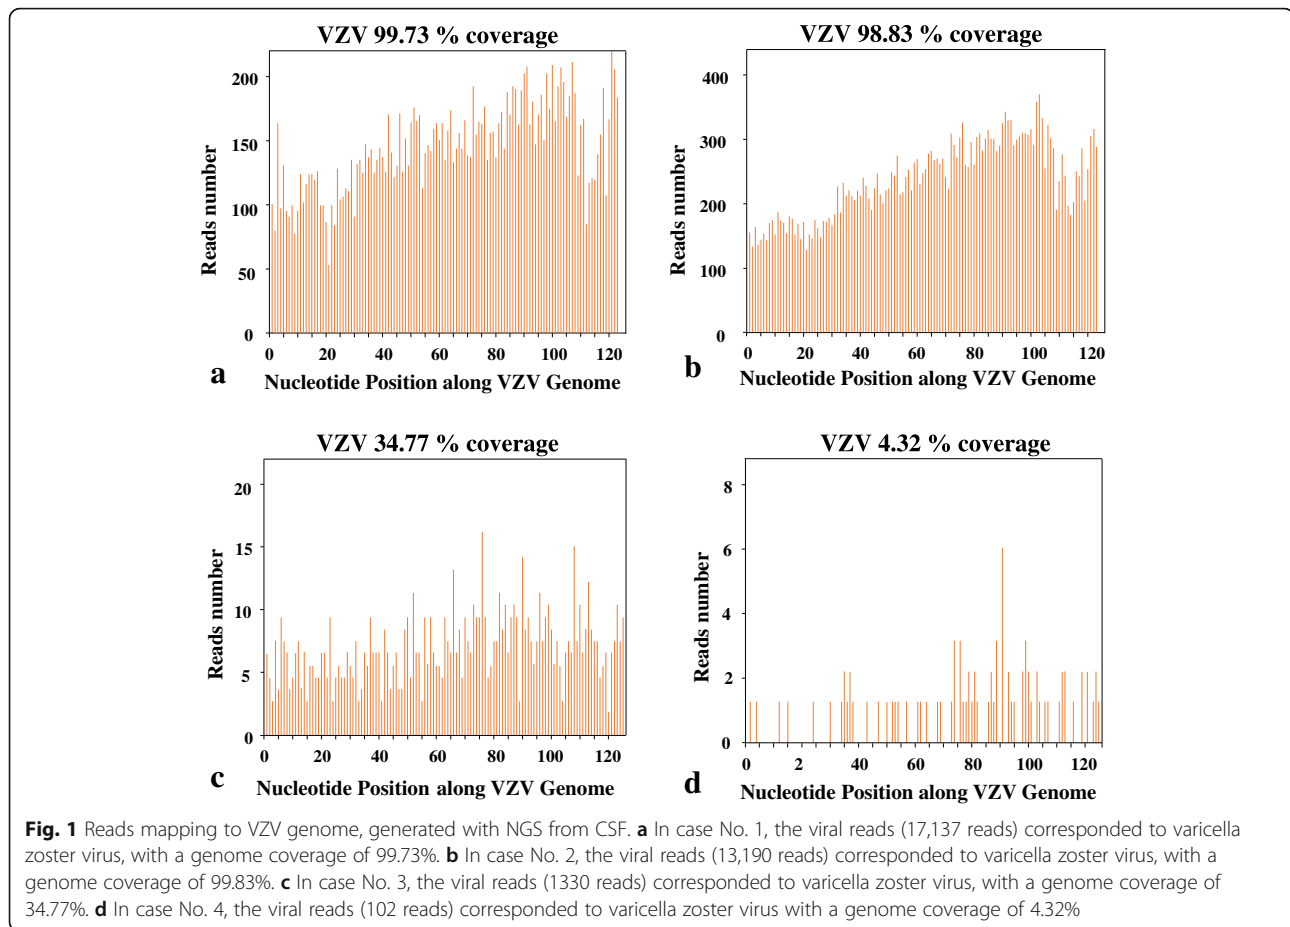 VZV 99.73 % coverage
200
150
100
50
0
Reads number
0 20 40 60 80 100 120
a
Nucleotide Position along VZV Genome
VZV 98.83 % coverage
400
300
200
100
0
Reads number
0 20 40 60 80 100 120
b
Nucleotide Position along VZV Genome
VZV 34.77 % coverage
20
15
10
5
0
Reads number
0 20 40 60 80 100 120
c
Nucleotide Position along VZV Genome
VZV 4.32 % coverage
8
6
4
2
0
Reads number
0 2 40 60 80 100 120
d
Nucleotide Position along VZV Genome
Fig. 1 Reads mapping to VZV genome, generated with NGS from CSF. a In case No. 1, the viral reads (17,137 reads) corresponded to varicella
zoster virus, with a genome coverage of 99.73%. b In case No. 2, the viral reads (13,190 reads) corresponded to varicella zoster virus, with a
genome coverage of 99.83%. c In case No. 3, the viral reads (1330 reads) corresponded to varicella zoster virus, with a genome coverage of
34.77%. d In case No. 4, the viral reads (102 reads) corresponded to varicella zoster virus with a genome coverage of 4.32%